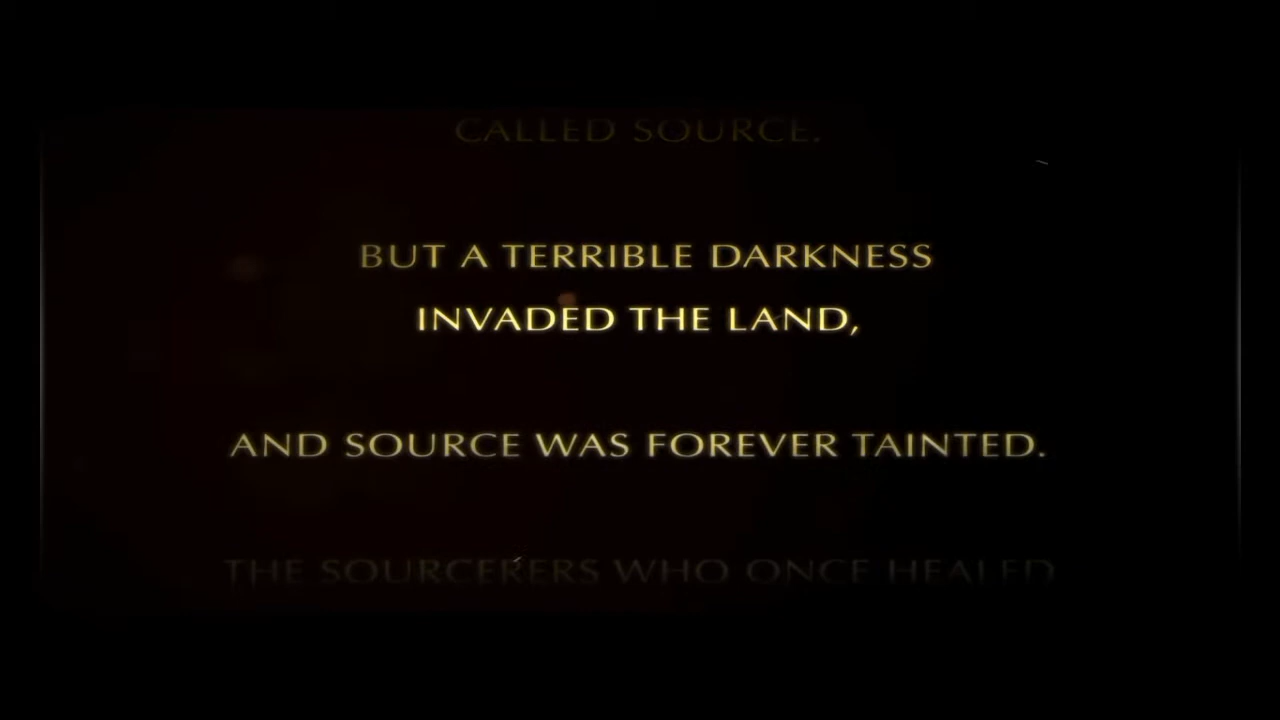 CALLED SOURCE.
BUT A TERRIBLE DARKNESS
INVADED THE LAND,
AND SOURCE WAS FOREVER TAINTED.
THE SOURCERERS WHO ONCE HEALED